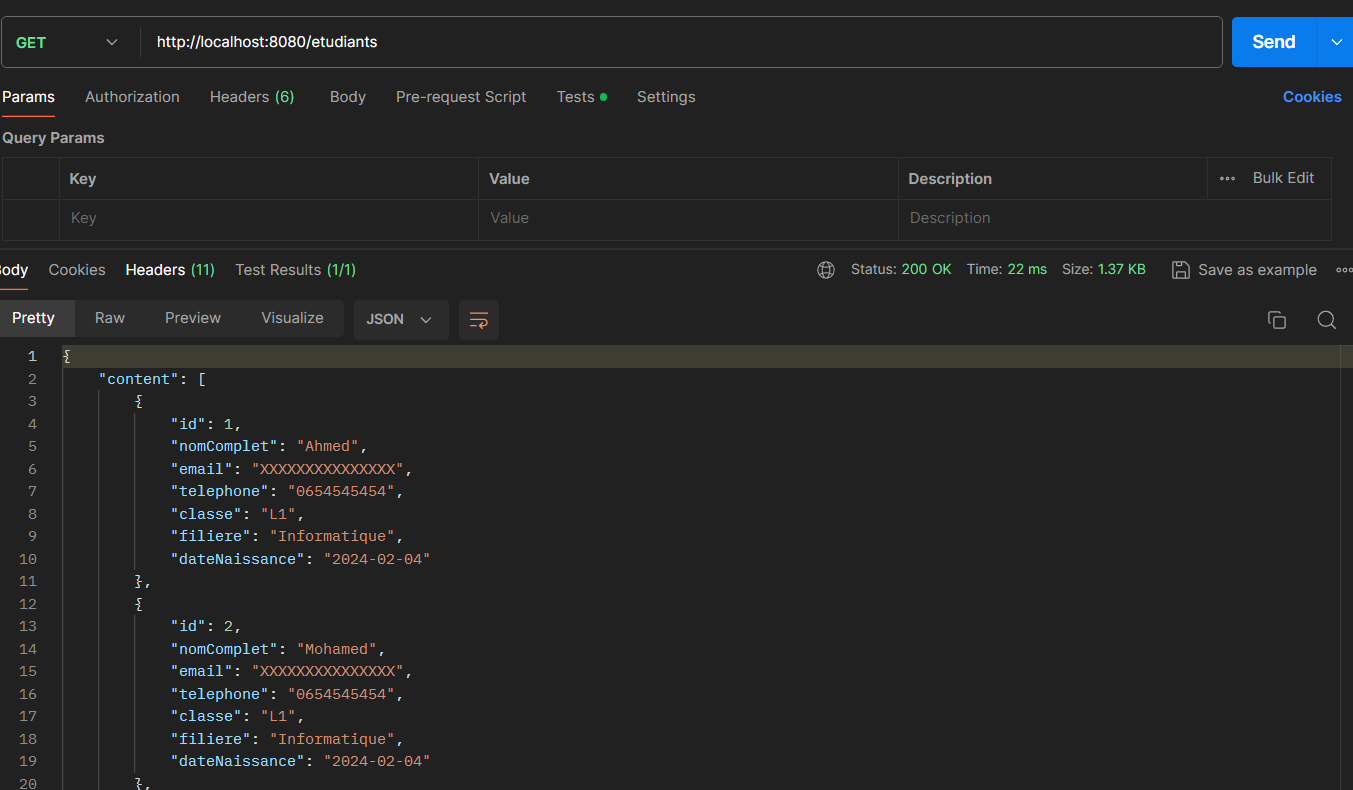 GET http://localhost:8080/etudiants Send
Params Authorization Headers (6) Body Pre-request Script Tests Settings Cookies
Query Params
Key Value Description Bulk Edit
Key Value Description
ody Cookies Headers (11) Test Results (1/1) Status: 200 OK Time: 22 ms Size: 1.37 KB Save as example
Pretty Raw Preview Visualize JSON
1 {
2 "content": [
3 {
4 "id": 1,
5 "nomComplet": "Ahmed",
6 "email": "XXXXXXXXXXXXXXX",
7 "telephone": "0654545454",
8 "classe": "L1",
9 "filiere": "Informatique",
10 "dateNaissance": "2024-02-04"
11 },
12 {
13 "id": 2,
14 "nomComplet": "Mohamed",
15 "email": "XXXXXXXXXXXXXXX",
16 "telephone": "0654545454",
17 "classe": "L1",
18 "filiere": "Informatique",
19 "dateNaissance": "2024-02-04"
20 },